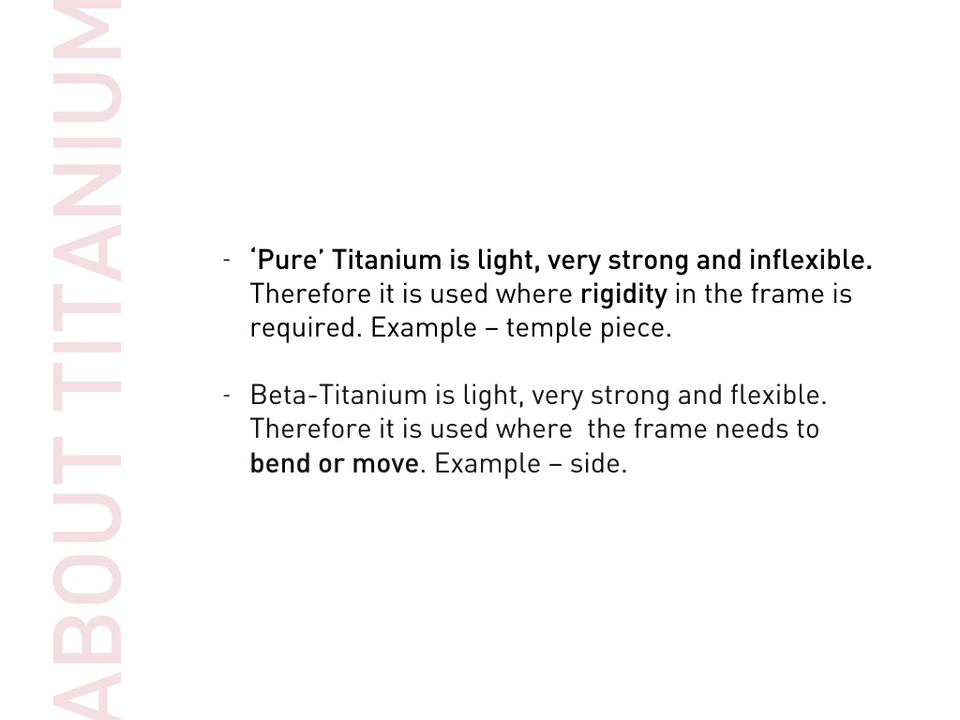 ABOUT TITANIUM
- ‘Pure’ Titanium is light, very strong and inflexible.
Therefore it is used where rigidity in the frame is
required. Example – temple piece.
- Beta-Titanium is light, very strong and flexible.
Therefore it is used where  the frame needs to
bend or move. Example – side.